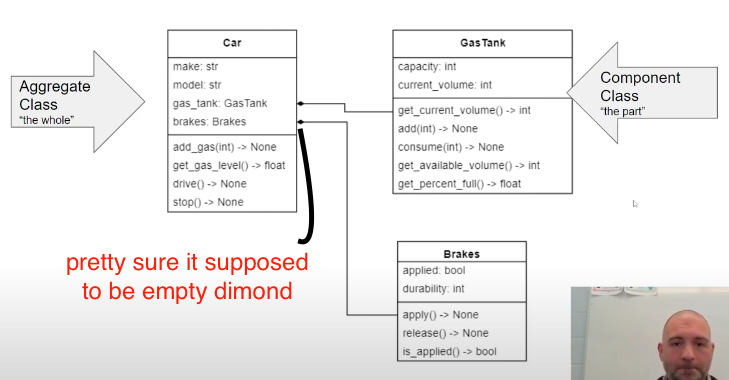 Aggregate
Class
"the whole"
Car
make: str
model: str
gas_tank: GasTank
brakes: Brakes
add_gas(int) -> None
get_gas_level() -> float
drive() -> None
stop() -> None
GasTank
capacity: int
current_volume: int
get_current_volume() -> int
add(int) -> None
consume(int) -> None
get_available_volume() -> int
get_percent_full() -> float
Component
Class
"the part"
pretty sure it supposed
to be empty dimond
Brakes
applied: bool
durability: int
apply() -> None
release() -> None
is_applied() -> bool